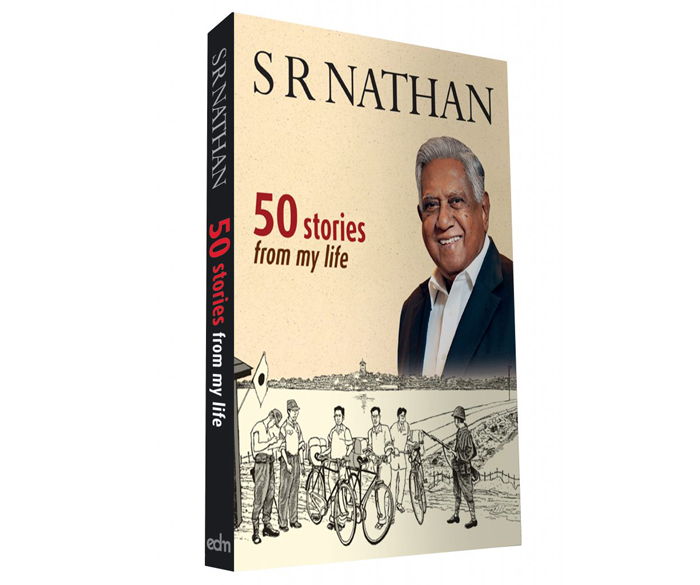 S R NATHAN
50 stories
from my life
S R NATHAN 50 stories from my life
edm